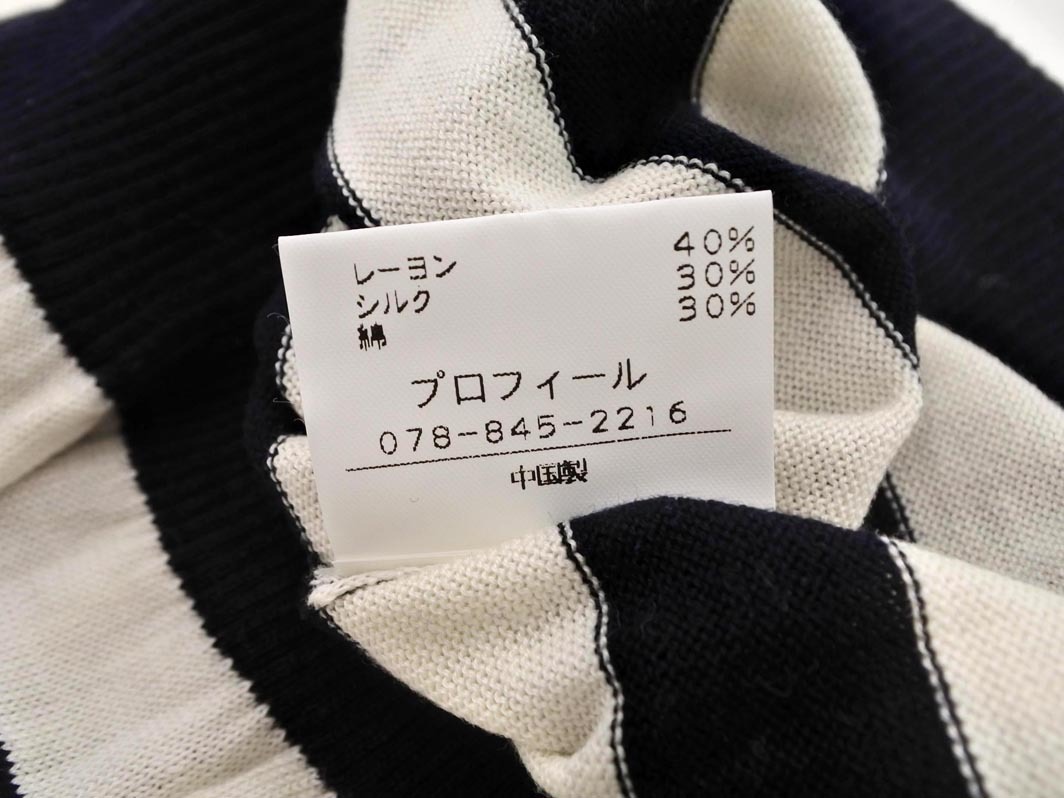 レーヨン 40%
シルク 30%
綿 30%
プロフィール
078-845-2216
中国製